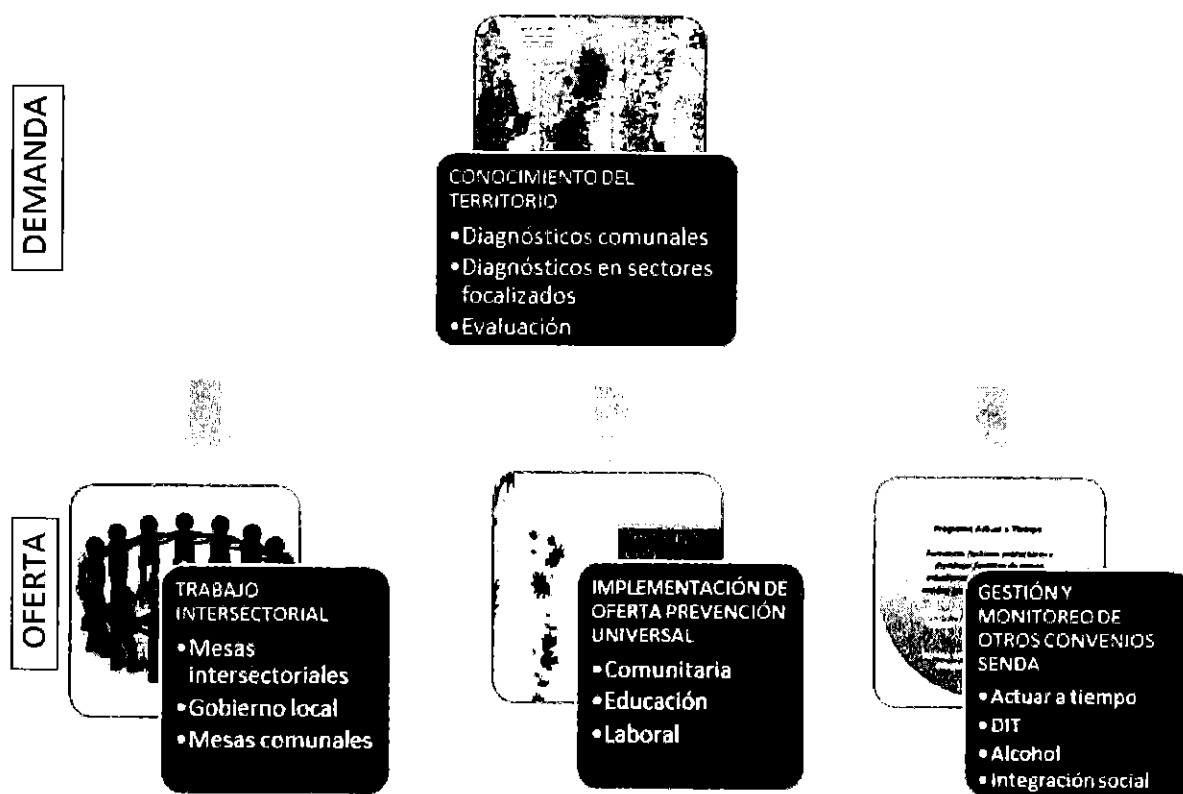 DEMANDA
CONOCIMIENTO DEL
TERRITORIO
•Diagnósticos comunales
•Diagnósticos en sectores
focalizados
•Evaluación
OFERTA
TRABAJO
INTERSECTORIAL
•Mesas
intersectoriales
•Gobierno local
•Mesas comunales
IMPLEMENTACIÓN DE
OFERTA PREVENCIÓN
UNIVERSAL
•Comunitaria
•Educación
•Laboral
Programa Actuar a Tiempo
GESTIÓN Y
MONITOREO DE
OTROS CONVENIOS
SENDA
•Actuar a tiempo
•DIT
•Alcohol
•Integración social